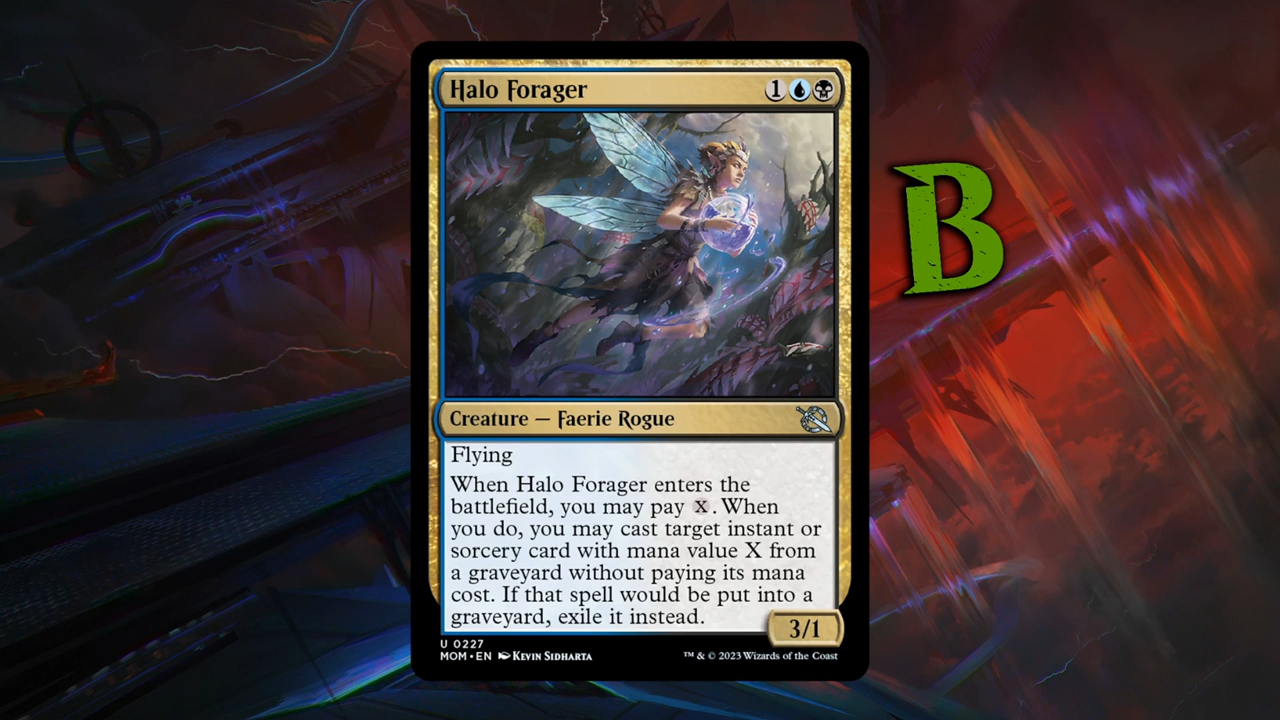 Halo Forager 1
B
Creature — Faerie Rogue
Flying
When Halo Forager enters the
battlefield, you may pay X. When
you do, you may cast target instant or
sorcery card with mana value X from
a graveyard without paying its mana
cost. If that spell would be put into a
graveyard, exile it instead.
3/1
U 0227
MOM • EN Kevin Sidharta
™ & © 2023 Wizards of the Coast